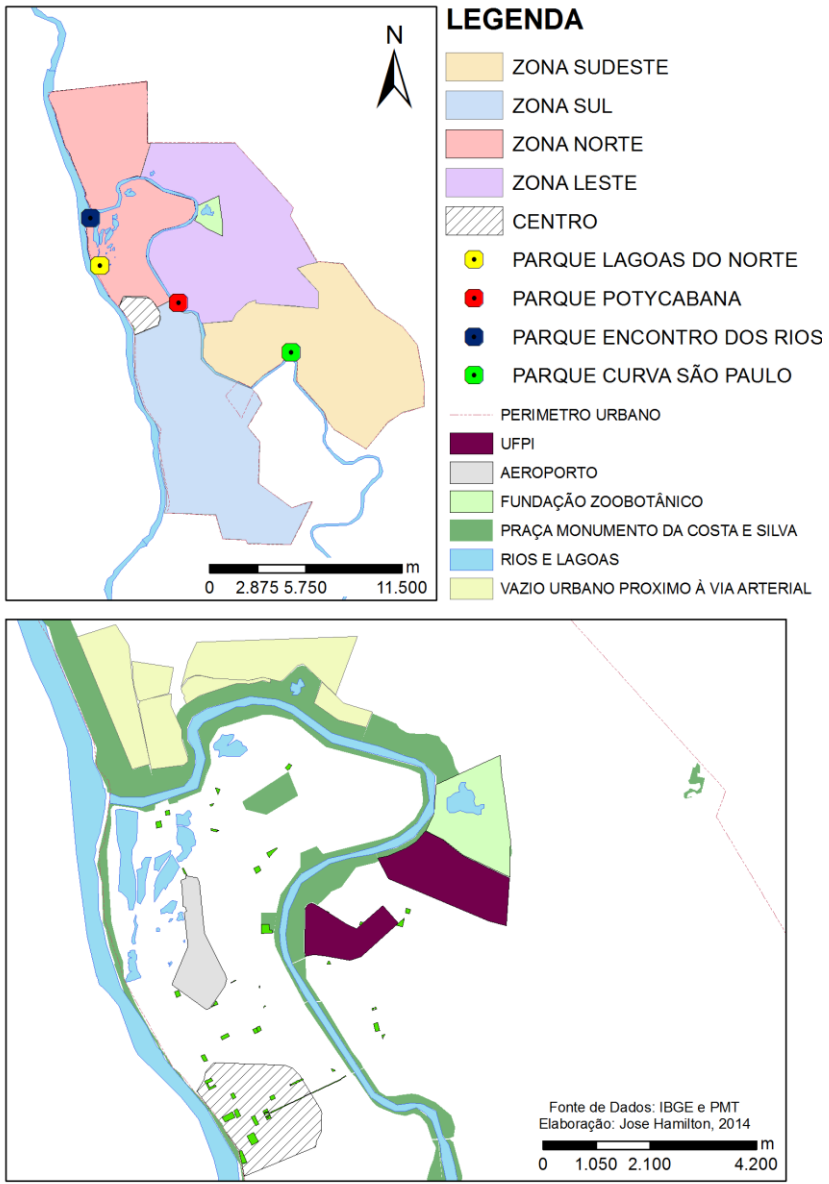 N
m
0 2.875 5.750 11.500
LEGENDA
ZONA SUDESTE
ZONA SUL
ZONA NORTE
ZONA LESTE
CENTRO
PARQUE LAGOAS DO NORTE
PARQUE POTYCABANA
PARQUE ENCONTRO DOS RIOS
PARQUE CURVA SÃO PAULO
PERIMETRO URBANO
UFPI
AEROPORTO
FUNDAÇÃO ZOOBOTÂNICO
PRAÇA MONUMENTO DA COSTA E SILVA
RIOS E LAGOAS
VAZIO URBANO PROXIMO À VIA ARTERIAL
Fonte de Dados: IBGE e PMT
Elaboração: Jose Hamilton, 2014
m
0 1.050 2.100 4.200